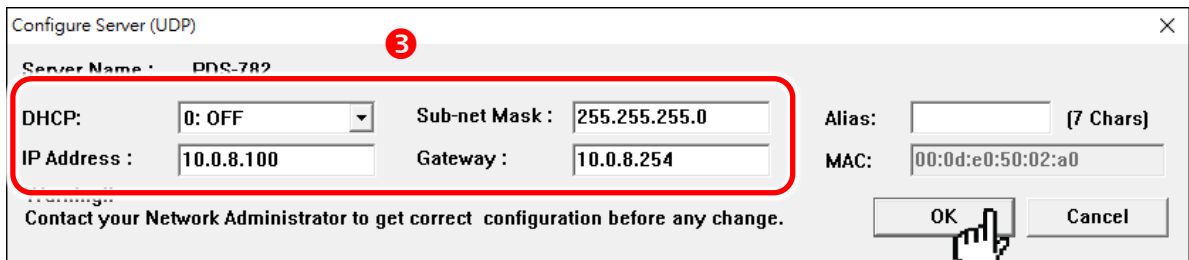 Configure Server (UDP)
3
Server Name : PDS-782
DHCP: 0: OFF Sub-net Mask : 255.255.255.0 Alias: (7 Chars)
IP Address : 10.0.8.100 Gateway : 10.0.8.254 MAC: 00:0d:e0:50:02:a0
Warning!!
Contact your Network Administrator to get correct configuration before any change.
OK Cancel